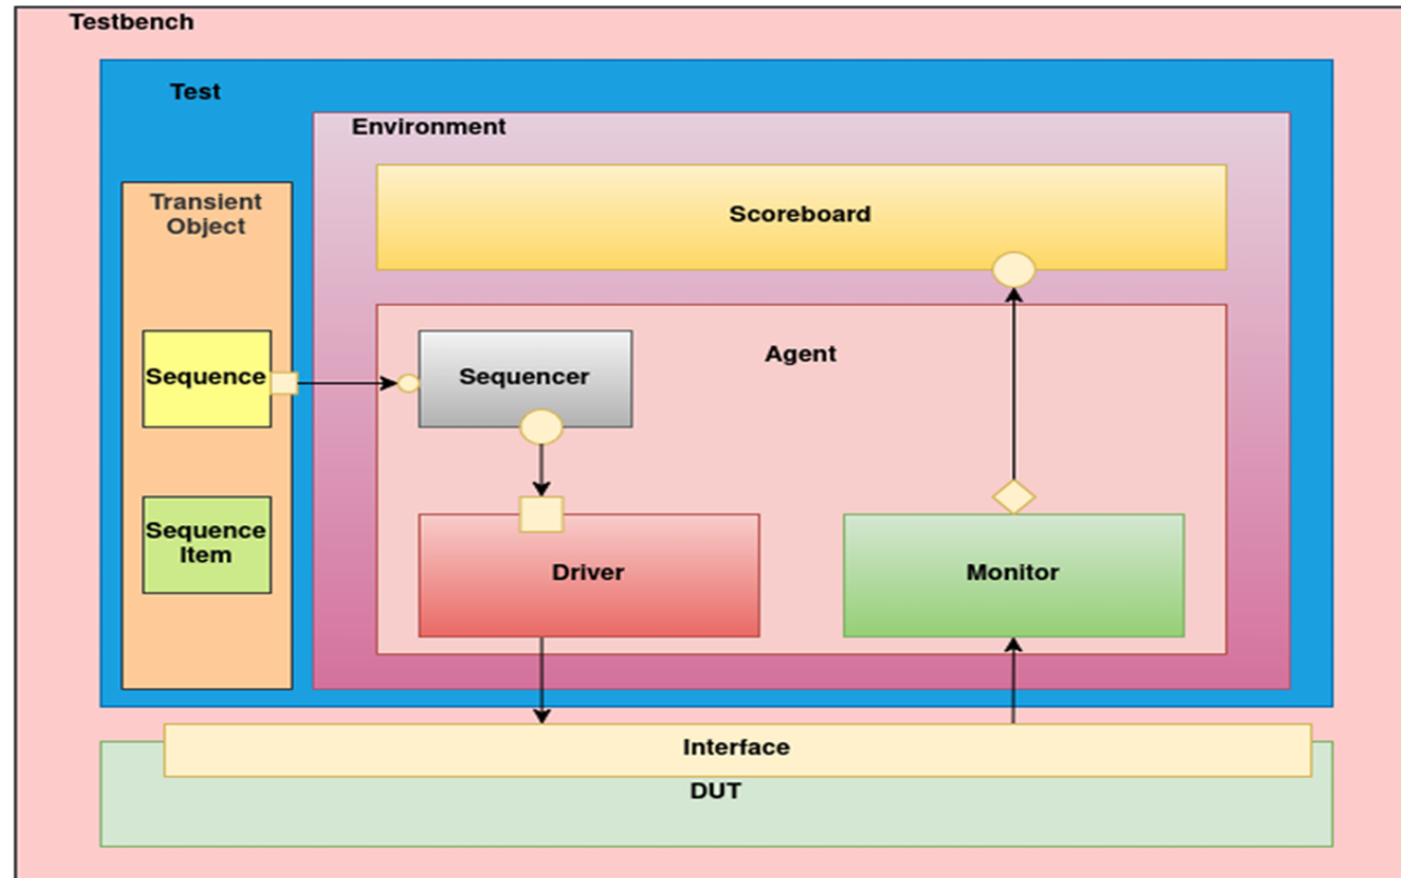 Testbench
Test
Environment
Transient
Object
Scoreboard
Agent
Sequence
Sequencer
Sequence
Item
Driver
Monitor
Interface
DUT